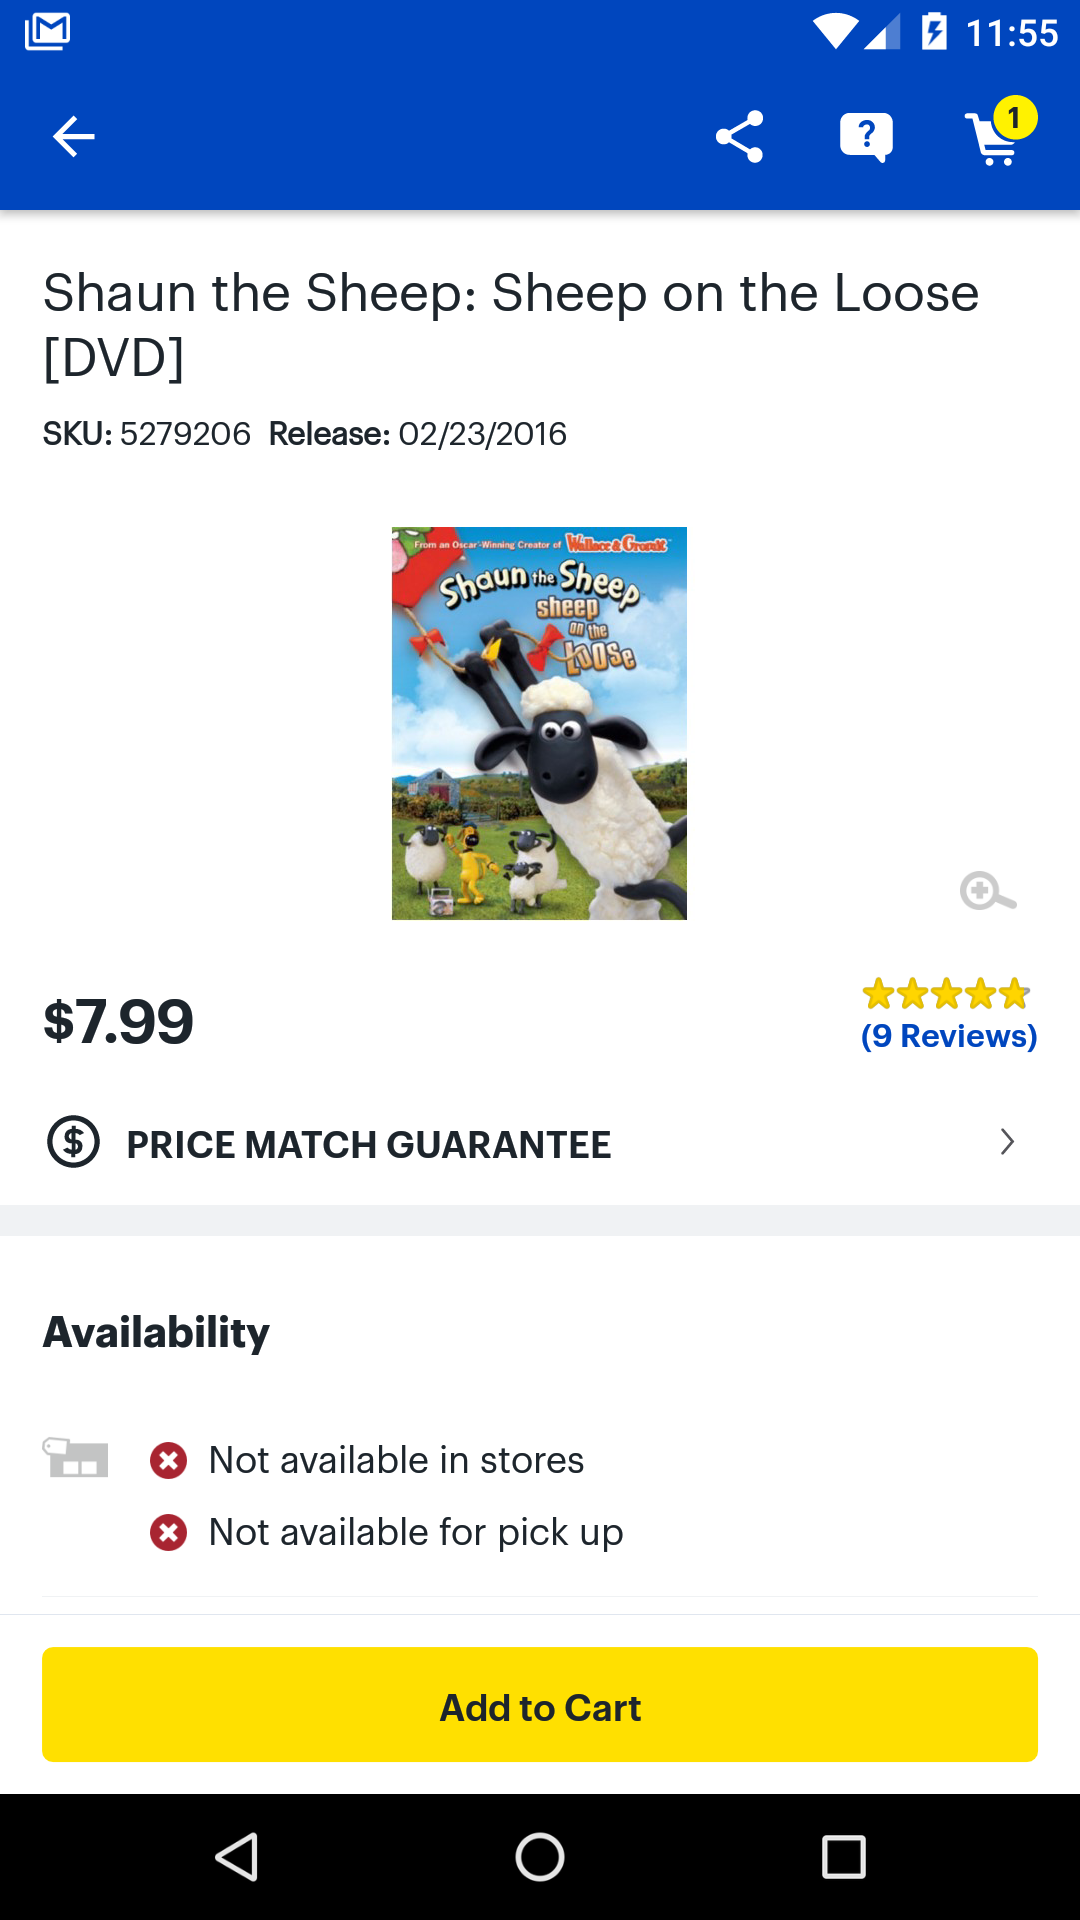 11:55
1
Shaun the Sheep: Sheep on the Loose
[DVD]
SKU: 5279206 Release: 02/23/2016
From an Oscar-Winning Creator of Wallace & Gromit
Shaun the Sheep
sheep
on the
Loose
$7.99
(9 Reviews)
PRICE MATCH GUARANTEE
Availability
Not available in stores
Not available for pick up
Add to Cart